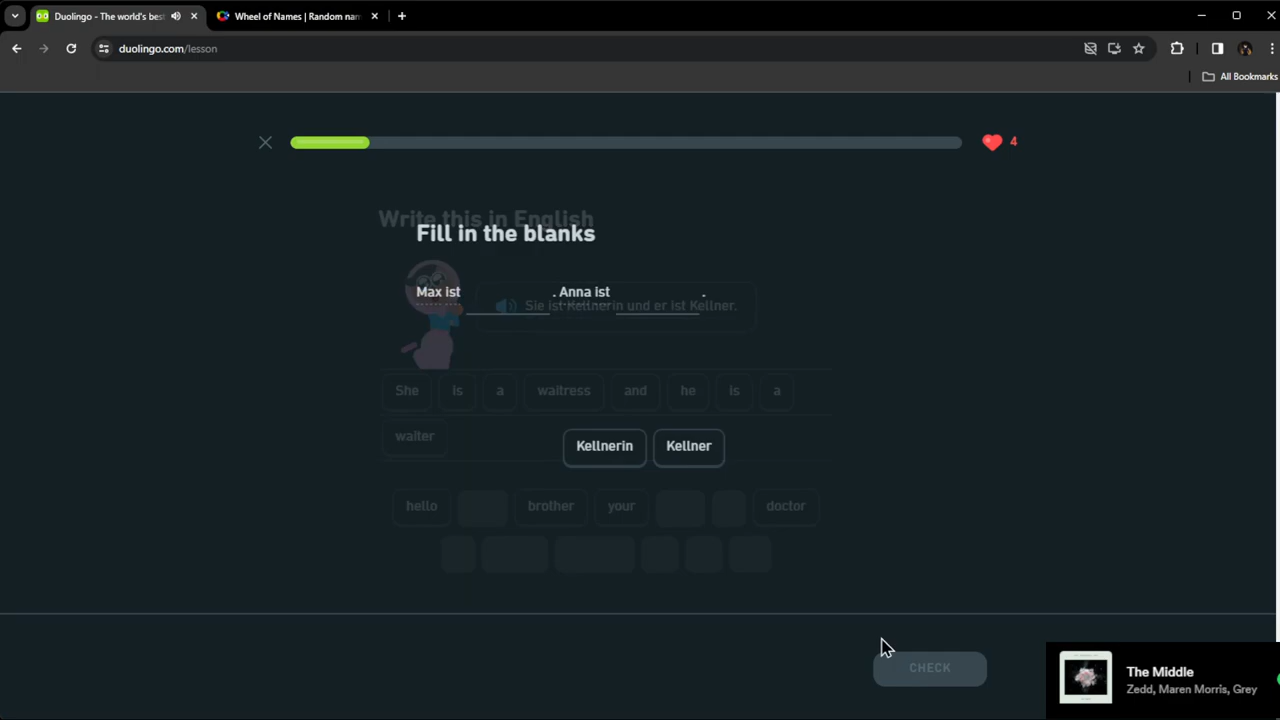 Duolingo - The world's bes
Wheel of Names | Random nam
duolingo.com/lesson
All Bookmarks
4
Write this in English
Fill in the blanks
Max ist . Anna ist .
Sie ist Kellnerin und er ist Kellner.
She is a waitress and he is a
waiter
Kellnerin Kellner
hello brother your doctor
CHECK
The Middle
Zedd, Maren Morris, Grey